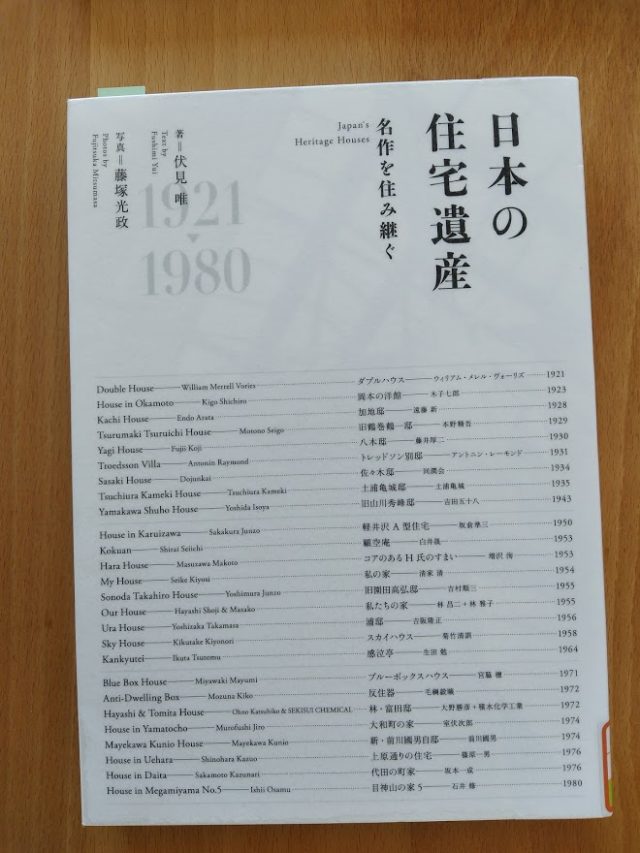 日本の
住宅遺産
名作を住み継ぐ
Japan's
Heritage Houses
著＝伏見 唯
Text by
Fushimi Yui
写真＝藤塚光政
Photos by
Fujitsuka Mitsumasa
1921
1980
Double House William Merrell Vories ダブルハウス ウィリアム・メレル・ヴォーリズ 1921
House in Okamoto Kigo Shichiro 岡本の洋館 木子七郎 1923
Kachi House Endo Arata 加地邸 遠藤 新 1928
Tsurumaki Tsuruichi House Motono Seigo 旧鶴巻鶴一邸 本野精吾 1929
Yagi House Fujii Koji 八木邸 藤井厚二 1930
Troedsson Villa Antonin Raymond トレッドソン別邸 アントニン・レーモンド 1931
Sasaki House Dojunkai 佐々木邸 同潤会 1934
Tsuchiura Kameki House Tsuchiura Kameki 土浦亀城邸 土浦亀城 1935
Yamakawa Shuho House Yoshida Isoya 旧山川秀峰邸 吉田五十八 1943
House in Karuizawa Sakakura Junzo 軽井沢A型住宅 坂倉準三 1950
Kokuan Shirai Seiichi 顧空庵 白井晟一 1953
Hara House Masuzawa Makoto コアのあるH氏のすまい 増沢 洵 1953
My House Seike Kiyosi 私の家 清家 清 1954
Sonoda Takahiro House Yoshimura Junzo 旧園田高弘邸 吉村順三 1955
Our House Hayashi Shoji & Masako 私たちの家 林 昌二＋林 雅子 1955
Ura House Yoshizaka Takamasa 浦邸 吉阪隆正 1956
Sky House Kikutake Kiyonori スカイハウス 菊竹清訓 1958
Kankyutei Ikuta Tsutomu 感泣亭 生田 勉 1964
Blue Box House Miyawaki Mayumi ブルーボックスハウス 宮脇 檀 1971
Anti-Dwelling Box Mozuna Kiko 反住器 毛綱毅曠 1972
Hayashi & Tomita House Ohno Katsuhiko & SEKISUI CHEMICAL 林・富田邸 大野勝彦＋積水化学工業 1972
House in Yamatocho Murofushi Jiro 大和町の家 室伏次郎 1974
Mayekawa Kunio House Mayekawa Kunio 新・前川國男自邸 前川國男 1974
House in Uehara Shinohara Kazuo 上原通りの住宅 篠原一男 1976
House in Daita Sakamoto Kazunari 代田の町家 坂本一成 1976
House in Megamiyama No.5 Ishii Osamu 目神山の家5 石井 修 1980